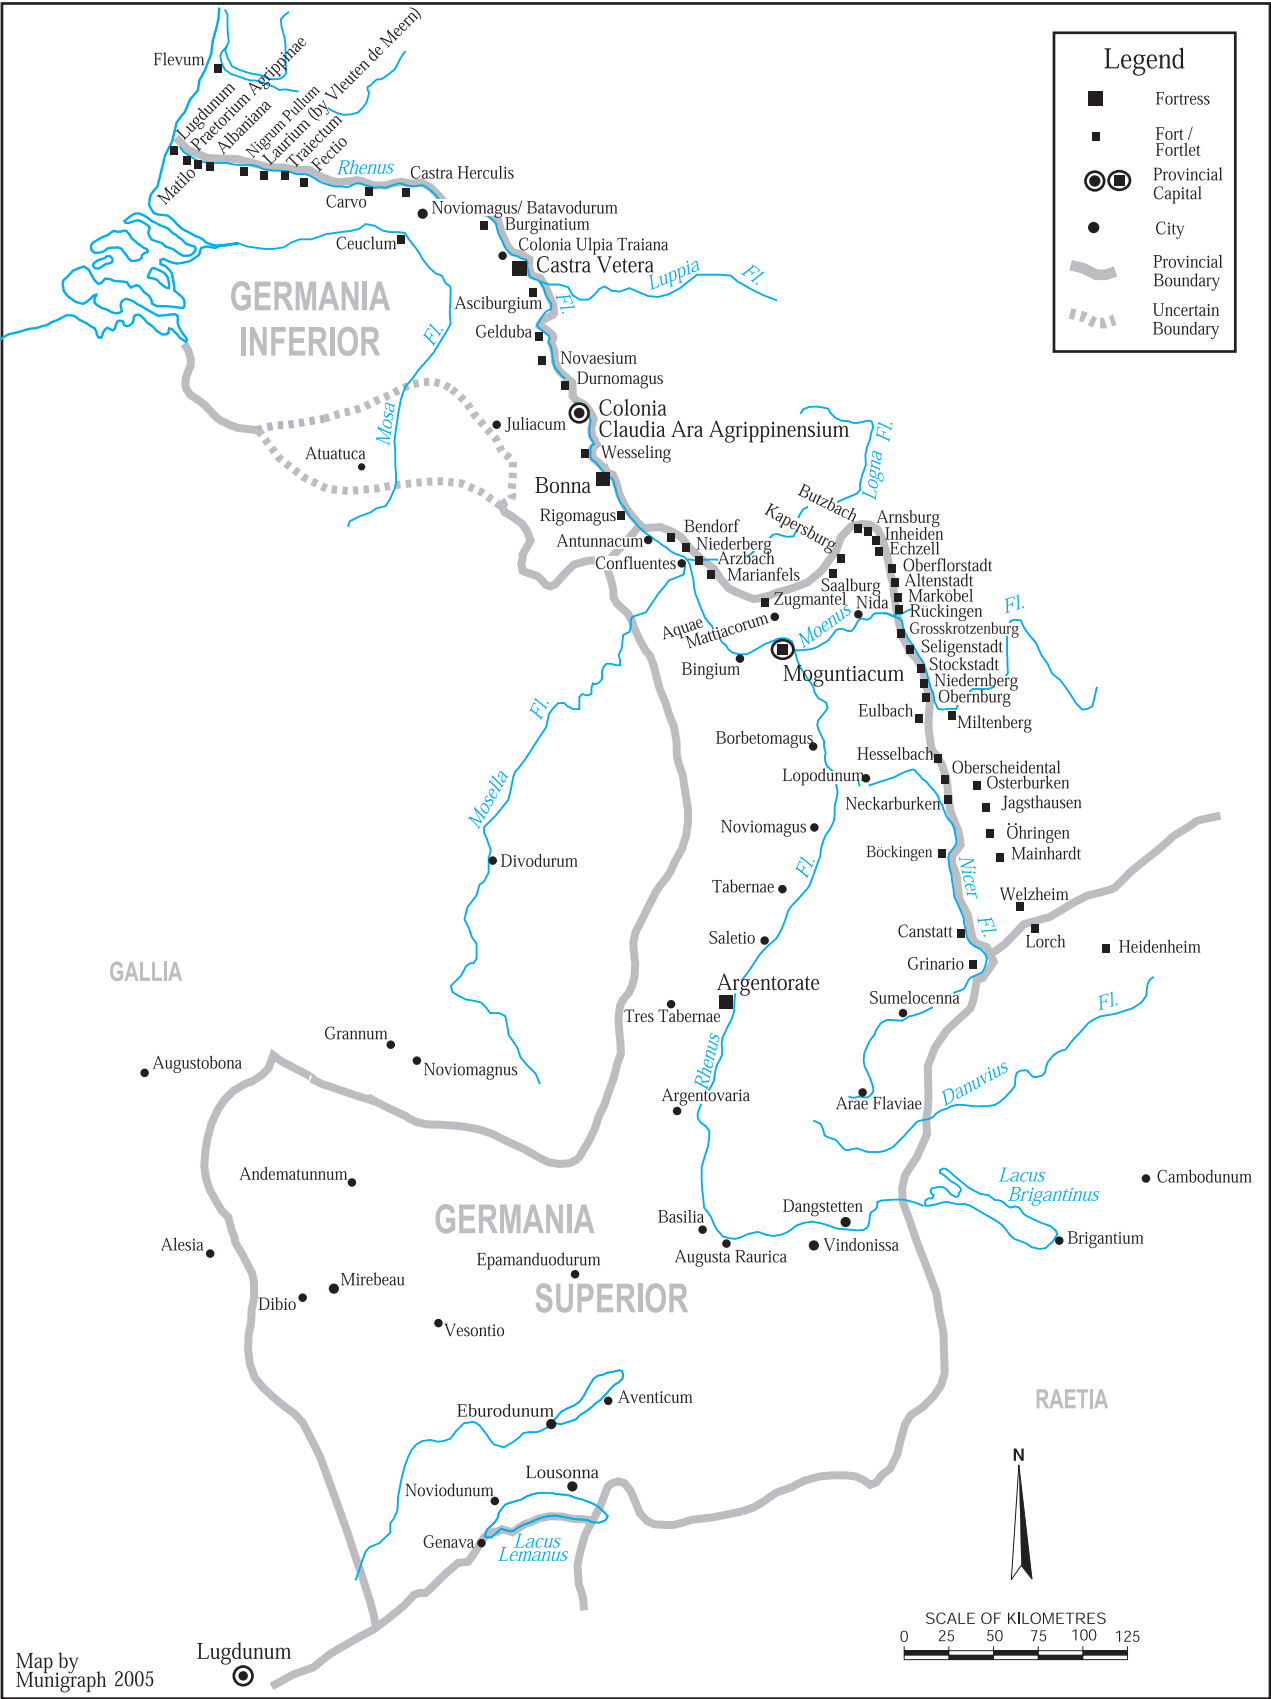 Legend
Fortress
Fort /
Fortlet
Provincial
Capital
City
Provincial
Boundary
Uncertain
Boundary
Flevum
Lugdunum
Praetorium Agrippinae
Matilo
Albaniana
Nigrum Pullum
Laurium (by Vleuten de Meern)
Traiectum
Fectio
Rhenus
Castra Herculis
Carvo
Noviomagus/ Batavodurum
Burginatium
Ceuclum
Colonia Ulpia Traiana
Castra Vetera
Luppia
Fl.
GERMANIA
INFERIOR
Asciburgium
Fl.
Fl.
Gelduba
Novaesium
Durnomagus
Mosa
Colonia
Claudia Ara Agrippinensium
Juliacum
Atuatuca
Wesseling
Logna
Fl.
Bonna
Rigomagus
Butzbach
Kapersburg
Arnsburg
Inheiden
Echzell
Antunnacum
Bendorf
Niederberg
Arzbach
Marianfels
Confluentes
Oberflorstadt
Altenstadt
Marköbel
Rückingen
Saalburg
Zugmantel
Nida
Fl.
Aquae
Mattiacorum
Moenus
Grosskrotzenburg
Seligenstadt
Stockstadt
Niedernberg
Obernburg
Bingium
Moguntiacum
Eulbach
Miltenberg
Fl.
Borbetomagus
Hesselbach
Oberscheidental
Osterburken
Lopodunum
Neckarburken
Jagsthausen
Mosella
Noviomagus
Öhringen
Böckingen
Mainhardt
Divodurum
Fl.
Nicer
Fl.
Tabernae
Welzheim
Saletio
Canstatt
Lorch
Heidenheim
GALLIA
Grinario
Argentorate
Sumelocenna
Fl.
Tres Tabernae
Grannum
Noviomagnus
Augustobona
Rhenus
Danuvius
Argentovaria
Arae Flaviae
Andematunnum
Lacus
Brigantinus
Cambodunum
GERMANIA
SUPERIOR
Basilia
Dangstetten
Alesia
Augusta Raurica
Vindonissa
Brigantium
Epamanduodurum
Mirebeau
Dibio
Vesontio
RAETIA
Aventicum
Eburodunum
Lousonna
Noviodunum
Genava
Lacus
Lemanus
N
Lugdunum
SCALE OF KILOMETRES
0 25 50 75 100 125
Map by
Munigraph 2005